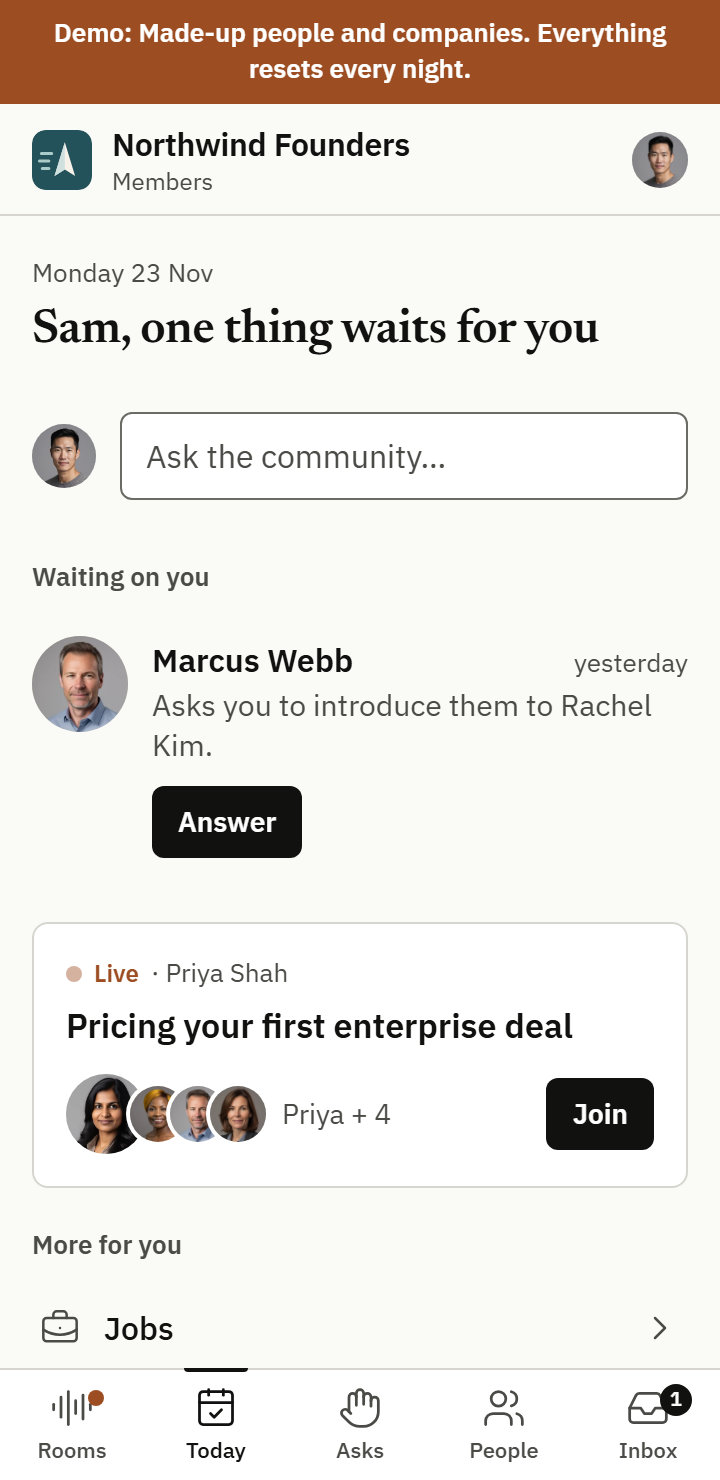 Demo: Made-up people and companies. Everything
resets every night.
Northwind Founders
Members
Monday 23 Nov
Sam, one thing waits for you
Ask the community...
Waiting on you
Marcus Webb
yesterday
Asks you to introduce them to Rachel
Kim.
Answer
Live · Priya Shah
Pricing your first enterprise deal
Priya + 4
Join
More for you
Jobs
1
Rooms
Today
Asks
People
Inbox